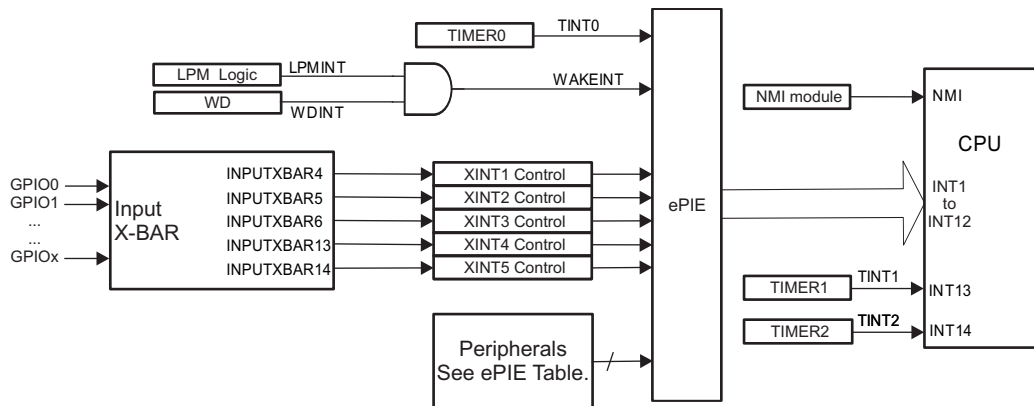 TIMER0
TINT0
LPM Logic
LPMINT
WD
WDINT
WAKEINT
NMI module
NMI
CPU
GPIO0
GPIO1
...
...
GPIOx
Input
X-BAR
INPUTXBAR4
INPUTXBAR5
INPUTXBAR6
INPUTXBAR13
INPUTXBAR14
XINT1 Control
XINT2 Control
XINT3 Control
XINT4 Control
XINT5 Control
ePIE
INT1
to
INT12
TIMER1
TINT1
INT13
TIMER2
TINT2
INT14
Peripherals
See ePIE Table.